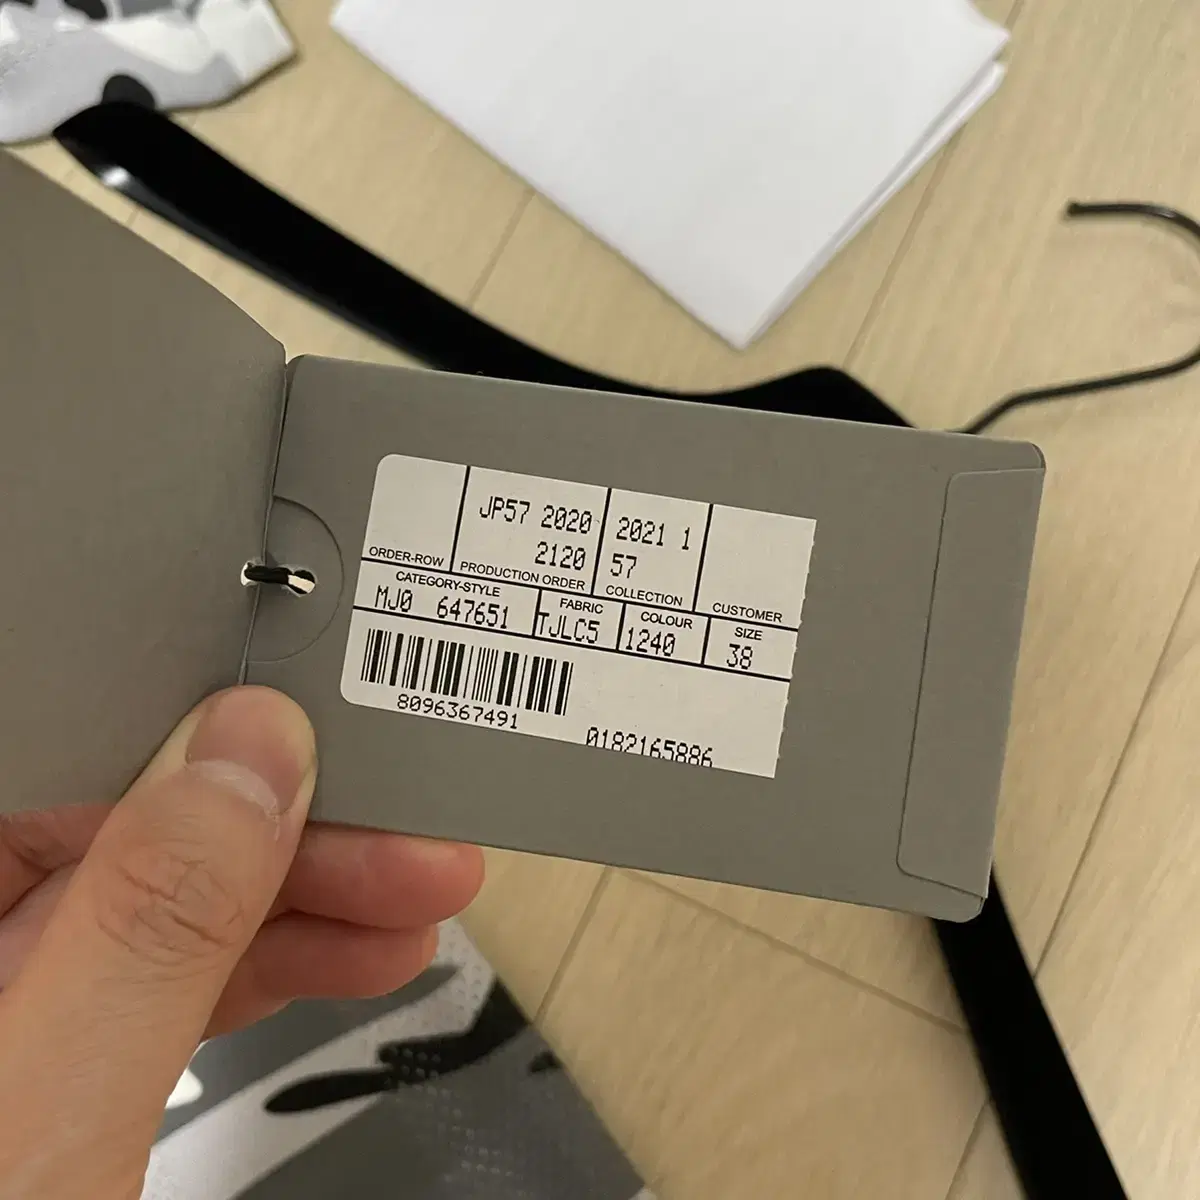 JP57 2020
2120
2021 1
57
ORDER-ROW
PRODUCTION ORDER
COLLECTION
CUSTOMER
CATEGORY-STYLE
FABRIC
COLOUR
SIZE
MJ0 647651
TJLC5
1240
38
8096367491
0182165886